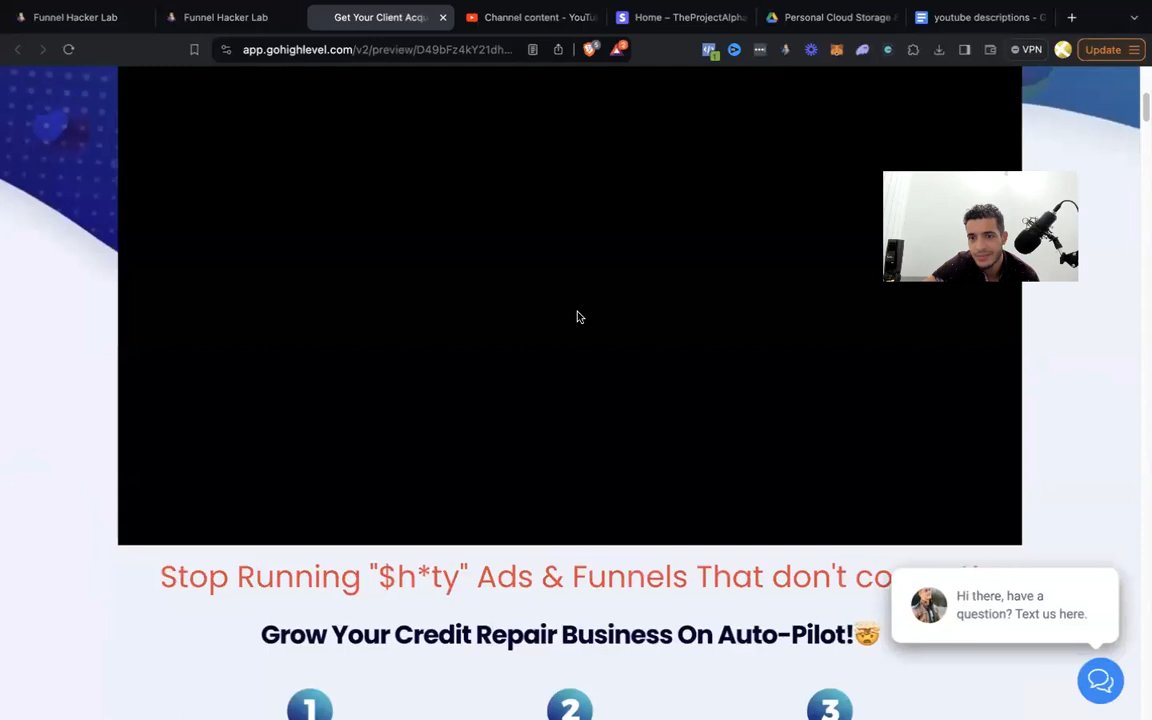 Funnel Hacker Lab
Funnel Hacker Lab
Get Your Client Acqu
Channel content - YouTu
Home – TheProjectAlpha
Personal Cloud Storage
youtube descriptions - G
app.gohighlevel.com/v2/preview/D49bFz4kY21dh...
VPN
Update
Stop Running "$h*ty" Ads & Funnels That don't co
Grow Your Credit Repair Business On Auto-Pilot!🤯
Hi there, have a
question? Text us here.
1
2
3